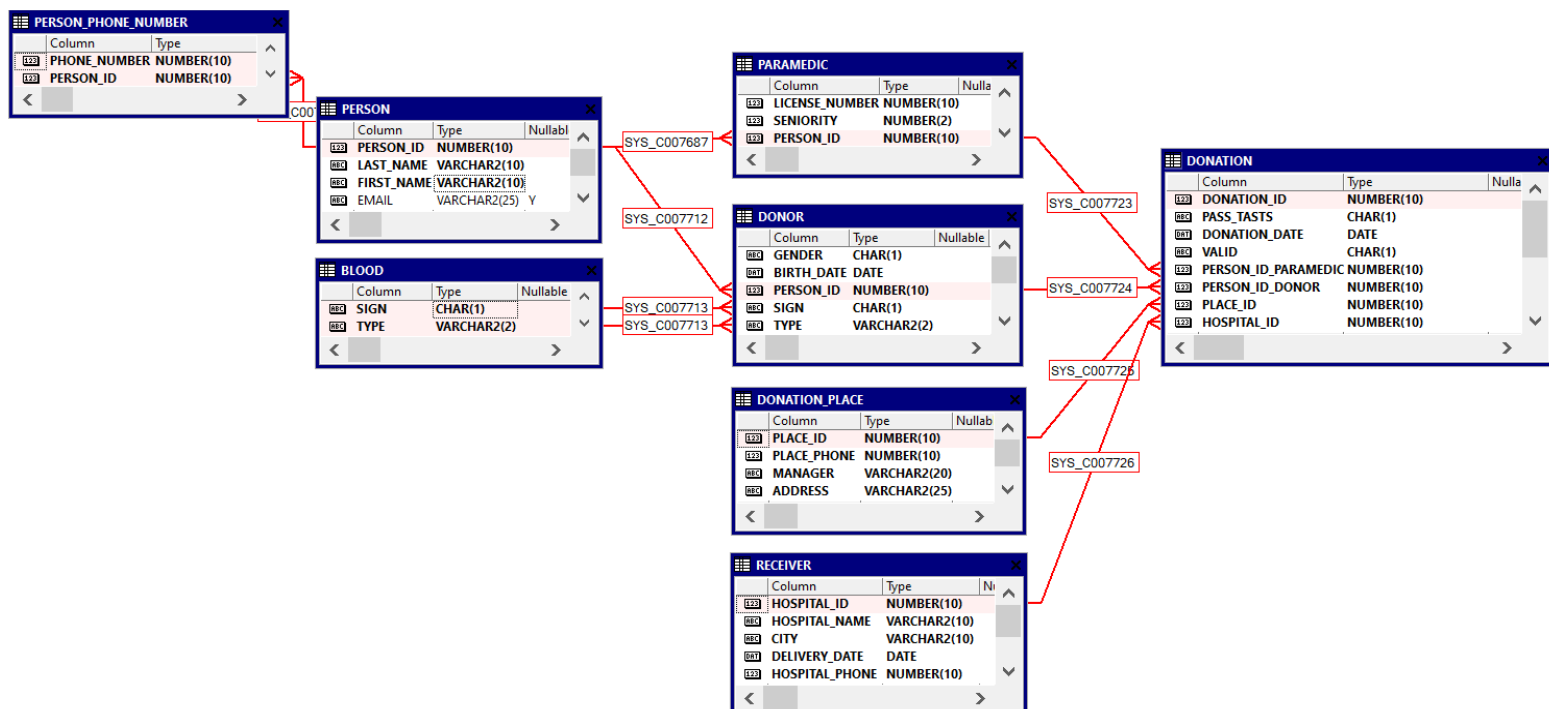 PERSON_PHONE_NUMBER
Column Type
PHONE_NUMBER NUMBER(10)
PERSON_ID NUMBER(10)
PERSON
Column Type Nullabl
PERSON_ID NUMBER(10)
LAST_NAME VARCHAR2(10)
FIRST_NAME VARCHAR2(10)
EMAIL VARCHAR2(25) Y
BLOOD
Column Type Nullable
SIGN CHAR(1)
TYPE VARCHAR2(2)
SYS_C007687
SYS_C007712
SYS_C007713
SYS_C007713
PARAMEDIC
Column Type Nulla
LICENSE_NUMBER NUMBER(10)
SENIORITY NUMBER(2)
PERSON_ID NUMBER(10)
DONOR
Column Type Nullable
GENDER CHAR(1)
BIRTH_DATE DATE
PERSON_ID NUMBER(10)
SIGN CHAR(1)
TYPE VARCHAR2(2)
DONATION_PLACE
Column Type Nullab
PLACE_ID NUMBER(10)
PLACE_PHONE NUMBER(10)
MANAGER VARCHAR2(20)
ADDRESS VARCHAR2(25)
RECEIVER
Column Type Nu
HOSPITAL_ID NUMBER(10)
HOSPITAL_NAME VARCHAR2(10)
CITY VARCHAR2(10)
DELIVERY_DATE DATE
HOSPITAL_PHONE NUMBER(10)
SYS_C007723
SYS_C007724
SYS_C007725
SYS_C007726
DONATION
Column Type Nulla
DONATION_ID NUMBER(10)
PASS_TASTS CHAR(1)
DONATION_DATE DATE
VALID CHAR(1)
PERSON_ID_PARAMEDIC NUMBER(10)
PERSON_ID_DONOR NUMBER(10)
PLACE_ID NUMBER(10)
HOSPITAL_ID NUMBER(10)